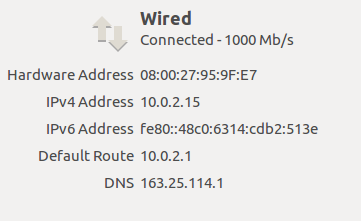 Wired
Connected - 1000 Mb/s
Hardware Address 08:00:27:95:9F:E7
IPv4 Address 10.0.2.15
IPv6 Address fe80::48c0:6314:cdb2:513e
Default Route 10.0.2.1
DNS 163.25.114.1